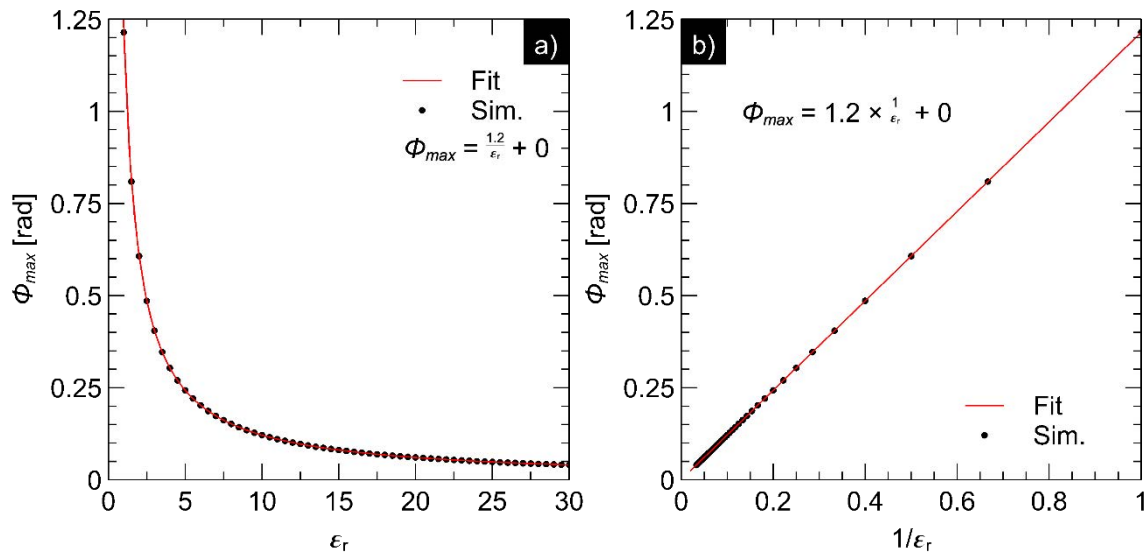 a)
1.25
1
0.75
0.5
0.25
0
Φmax [rad]
Fit
Sim.
Φmax = 1.2/εr + 0
0 5 10 15 20 25 30
εr
b)
1.25
1
0.75
0.5
0.25
0
Φmax [rad]
Φmax = 1.2 × 1/εr + 0
Fit
Sim.
0 0.2 0.4 0.6 0.8 1
1/εr